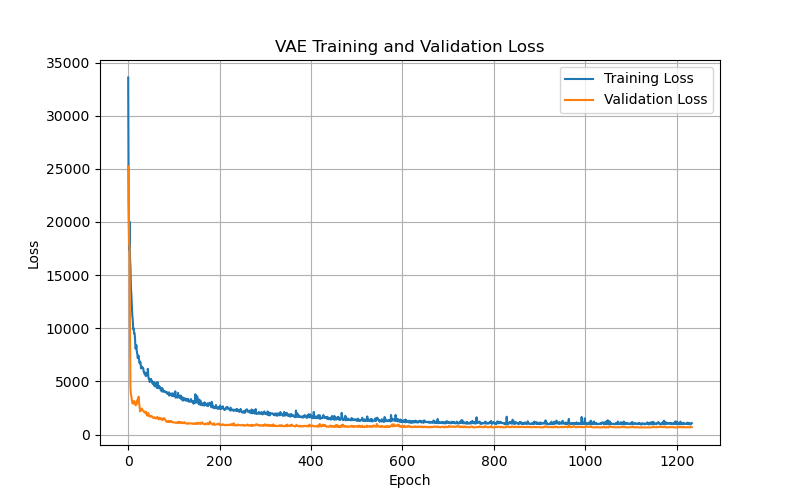 VAE Training and Validation Loss
Training Loss
Validation Loss
35000
30000
25000
20000
15000
10000
5000
0
Loss
0 200 400 600 800 1000 1200
Epoch